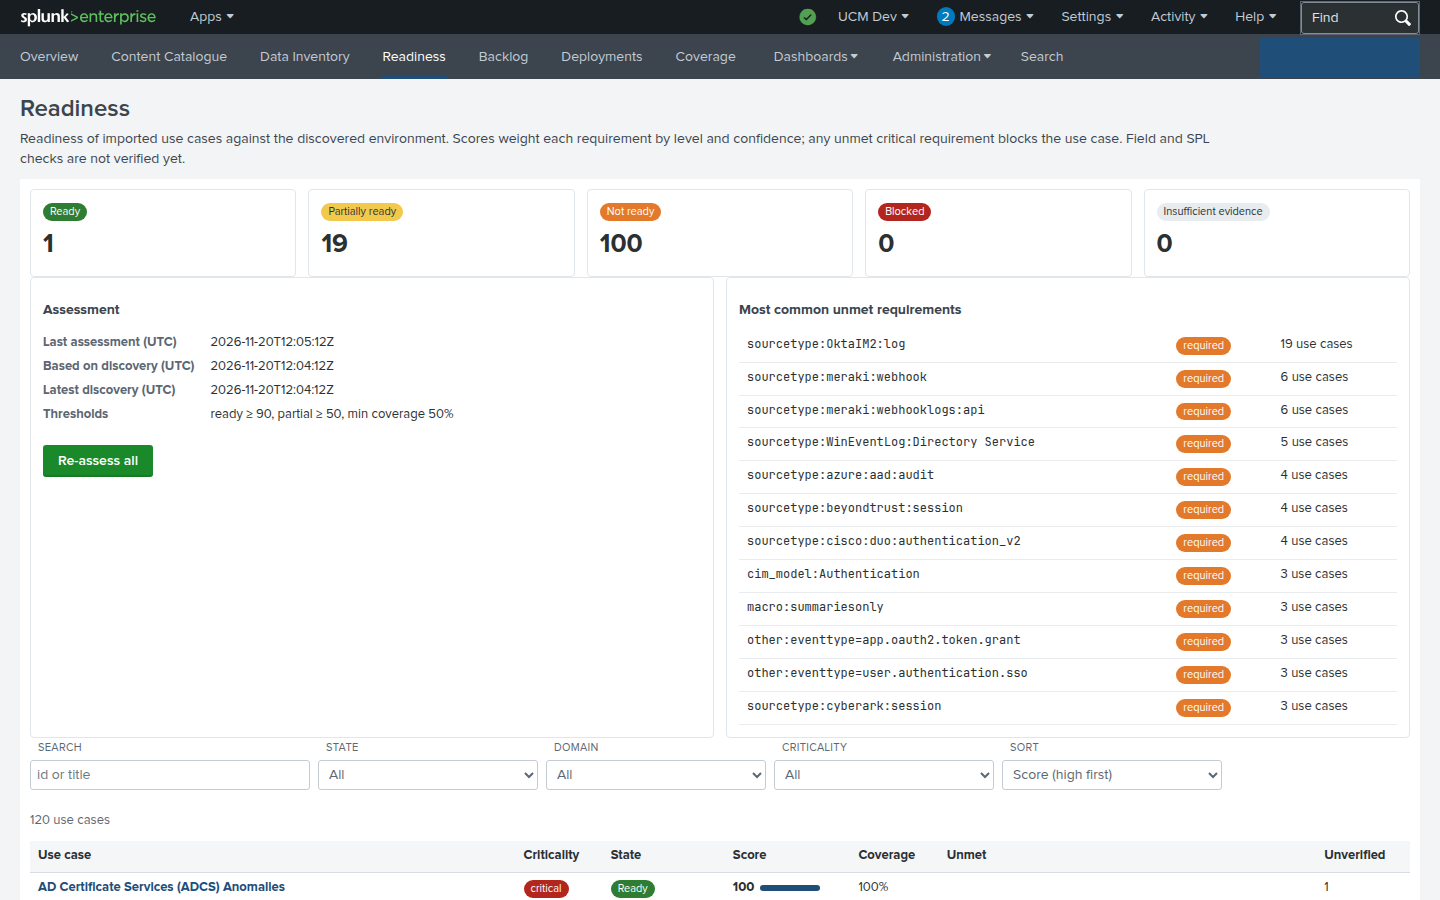 splunk>enterprise Apps UCM Dev 2 Messages Settings Activity Help Find
Overview Content Catalogue Data Inventory Readiness Backlog Deployments Coverage Dashboards Administration Search
Readiness
Readiness of imported use cases against the discovered environment. Scores weight each requirement by level and confidence; any unmet critical requirement blocks the use case. Field and SPL
checks are not verified yet.
Ready Partially ready Not ready Blocked Insufficient evidence
1 19 100 0 0
Assessment
Last assessment (UTC) 2026-11-20T12:05:12Z
Based on discovery (UTC) 2026-11-20T12:04:12Z
Latest discovery (UTC) 2026-11-20T12:04:12Z
Thresholds ready ≥ 90, partial ≥ 50, min coverage 50%
Re-assess all
Most common unmet requirements
sourcetype:OktaIM2:log required 19 use cases
sourcetype:meraki:webhook required 6 use cases
sourcetype:meraki:webhooklogs:api required 6 use cases
sourcetype:WinEventLog:Directory Service required 5 use cases
sourcetype:azure:aad:audit required 4 use cases
sourcetype:beyondtrust:session required 4 use cases
sourcetype:cisco:duo:authentication_v2 required 4 use cases
cim_model:Authentication required 3 use cases
macro:summariesonly required 3 use cases
other:eventtype=app.oauth2.token.grant required 3 use cases
other:eventtype=user.authentication.sso required 3 use cases
sourcetype:cyberark:session required 3 use cases
SEARCH STATE DOMAIN CRITICALITY SORT
id or title All All All Score (high first)
120 use cases
Use case Criticality State Score Coverage Unmet Unverified
AD Certificate Services (ADCS) Anomalies critical Ready 100 100% 1